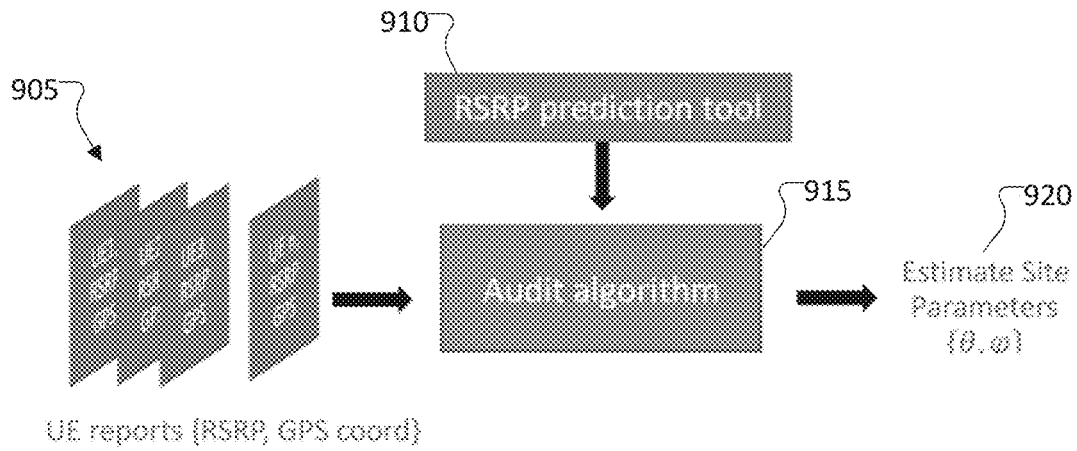 910
905
RSRP prediction tool
915
920
Audit algorithm
Estimate Site
Parameters
{θ, φ}
UE reports {RSRP, GPS coord}